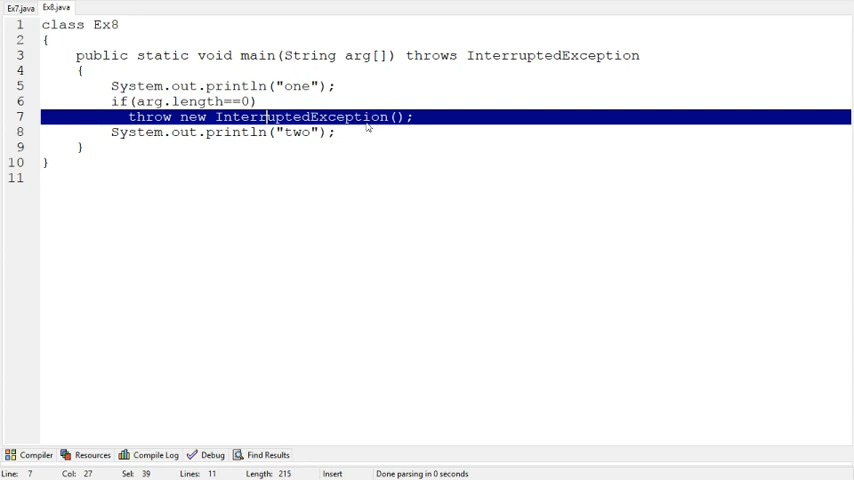 Ex7.java Ex8.java
1 class Ex8
2 {
3 public static void main(String arg[]) throws InterruptedException
4 {
5 System.out.println("one");
6 if(arg.length==0)
7 throw new InterruptedException();
8 System.out.println("two");
9 }
10 }
11
Compiler Resources Compile Log Debug Find Results
Line: 7 Col: 27 Sel: 39 Lines: 11 Length: 215 Insert Done parsing in 0 seconds